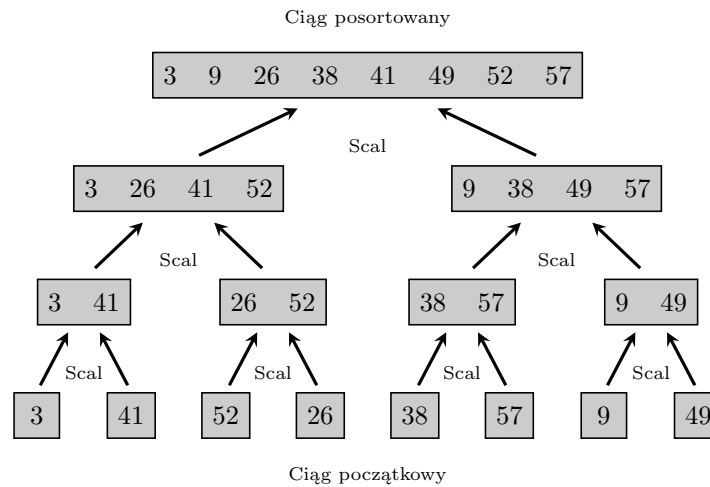 Ciąg posortowany
3 9 26 38 41 49 52 57
Scal
3 26 41 52
9 38 49 57
Scal
Scal
3 41
26 52
38 57
9 49
Scal
Scal
Scal
Scal
3
41
52
26
38
57
9
49
Ciąg początkowy